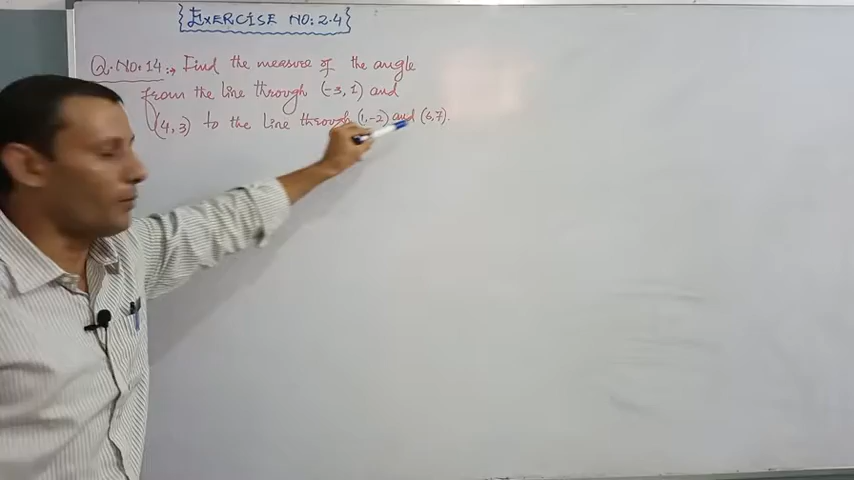 EXERCISE NO: 2.4
Q.No:14:→ Find the measure of the angle
from the line through (-3, 1) and
(4, 3) to the line through (1, -2) and (6, 7).